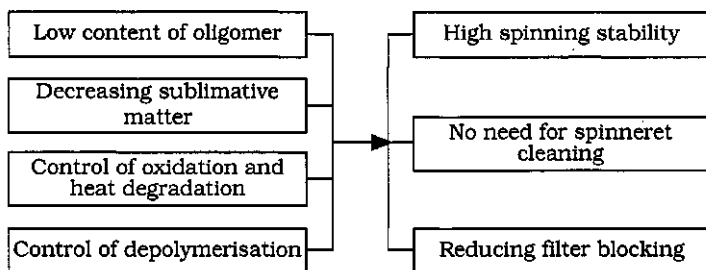 Low content of oligomer
Decreasing sublimative
matter
Control of oxidation and
heat degradation
Control of depolymerisation
High spinning stability
No need for spinneret
cleaning
Reducing filter blocking